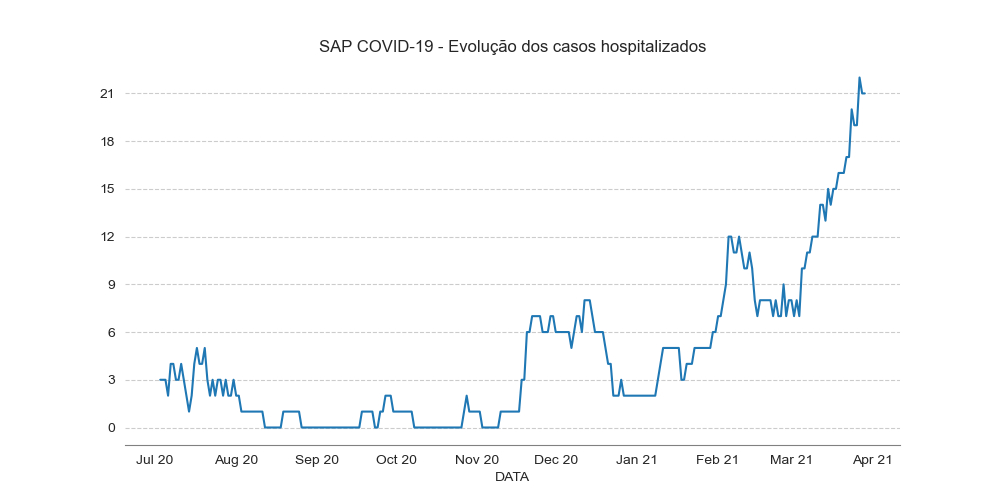 SAP COVID-19 - Evolução dos casos hospitalizados
21
18
15
12
9
6
3
0
Jul 20 Aug 20 Sep 20 Oct 20 Nov 20 Dec 20 Jan 21 Feb 21 Mar 21 Apr 21
DATA